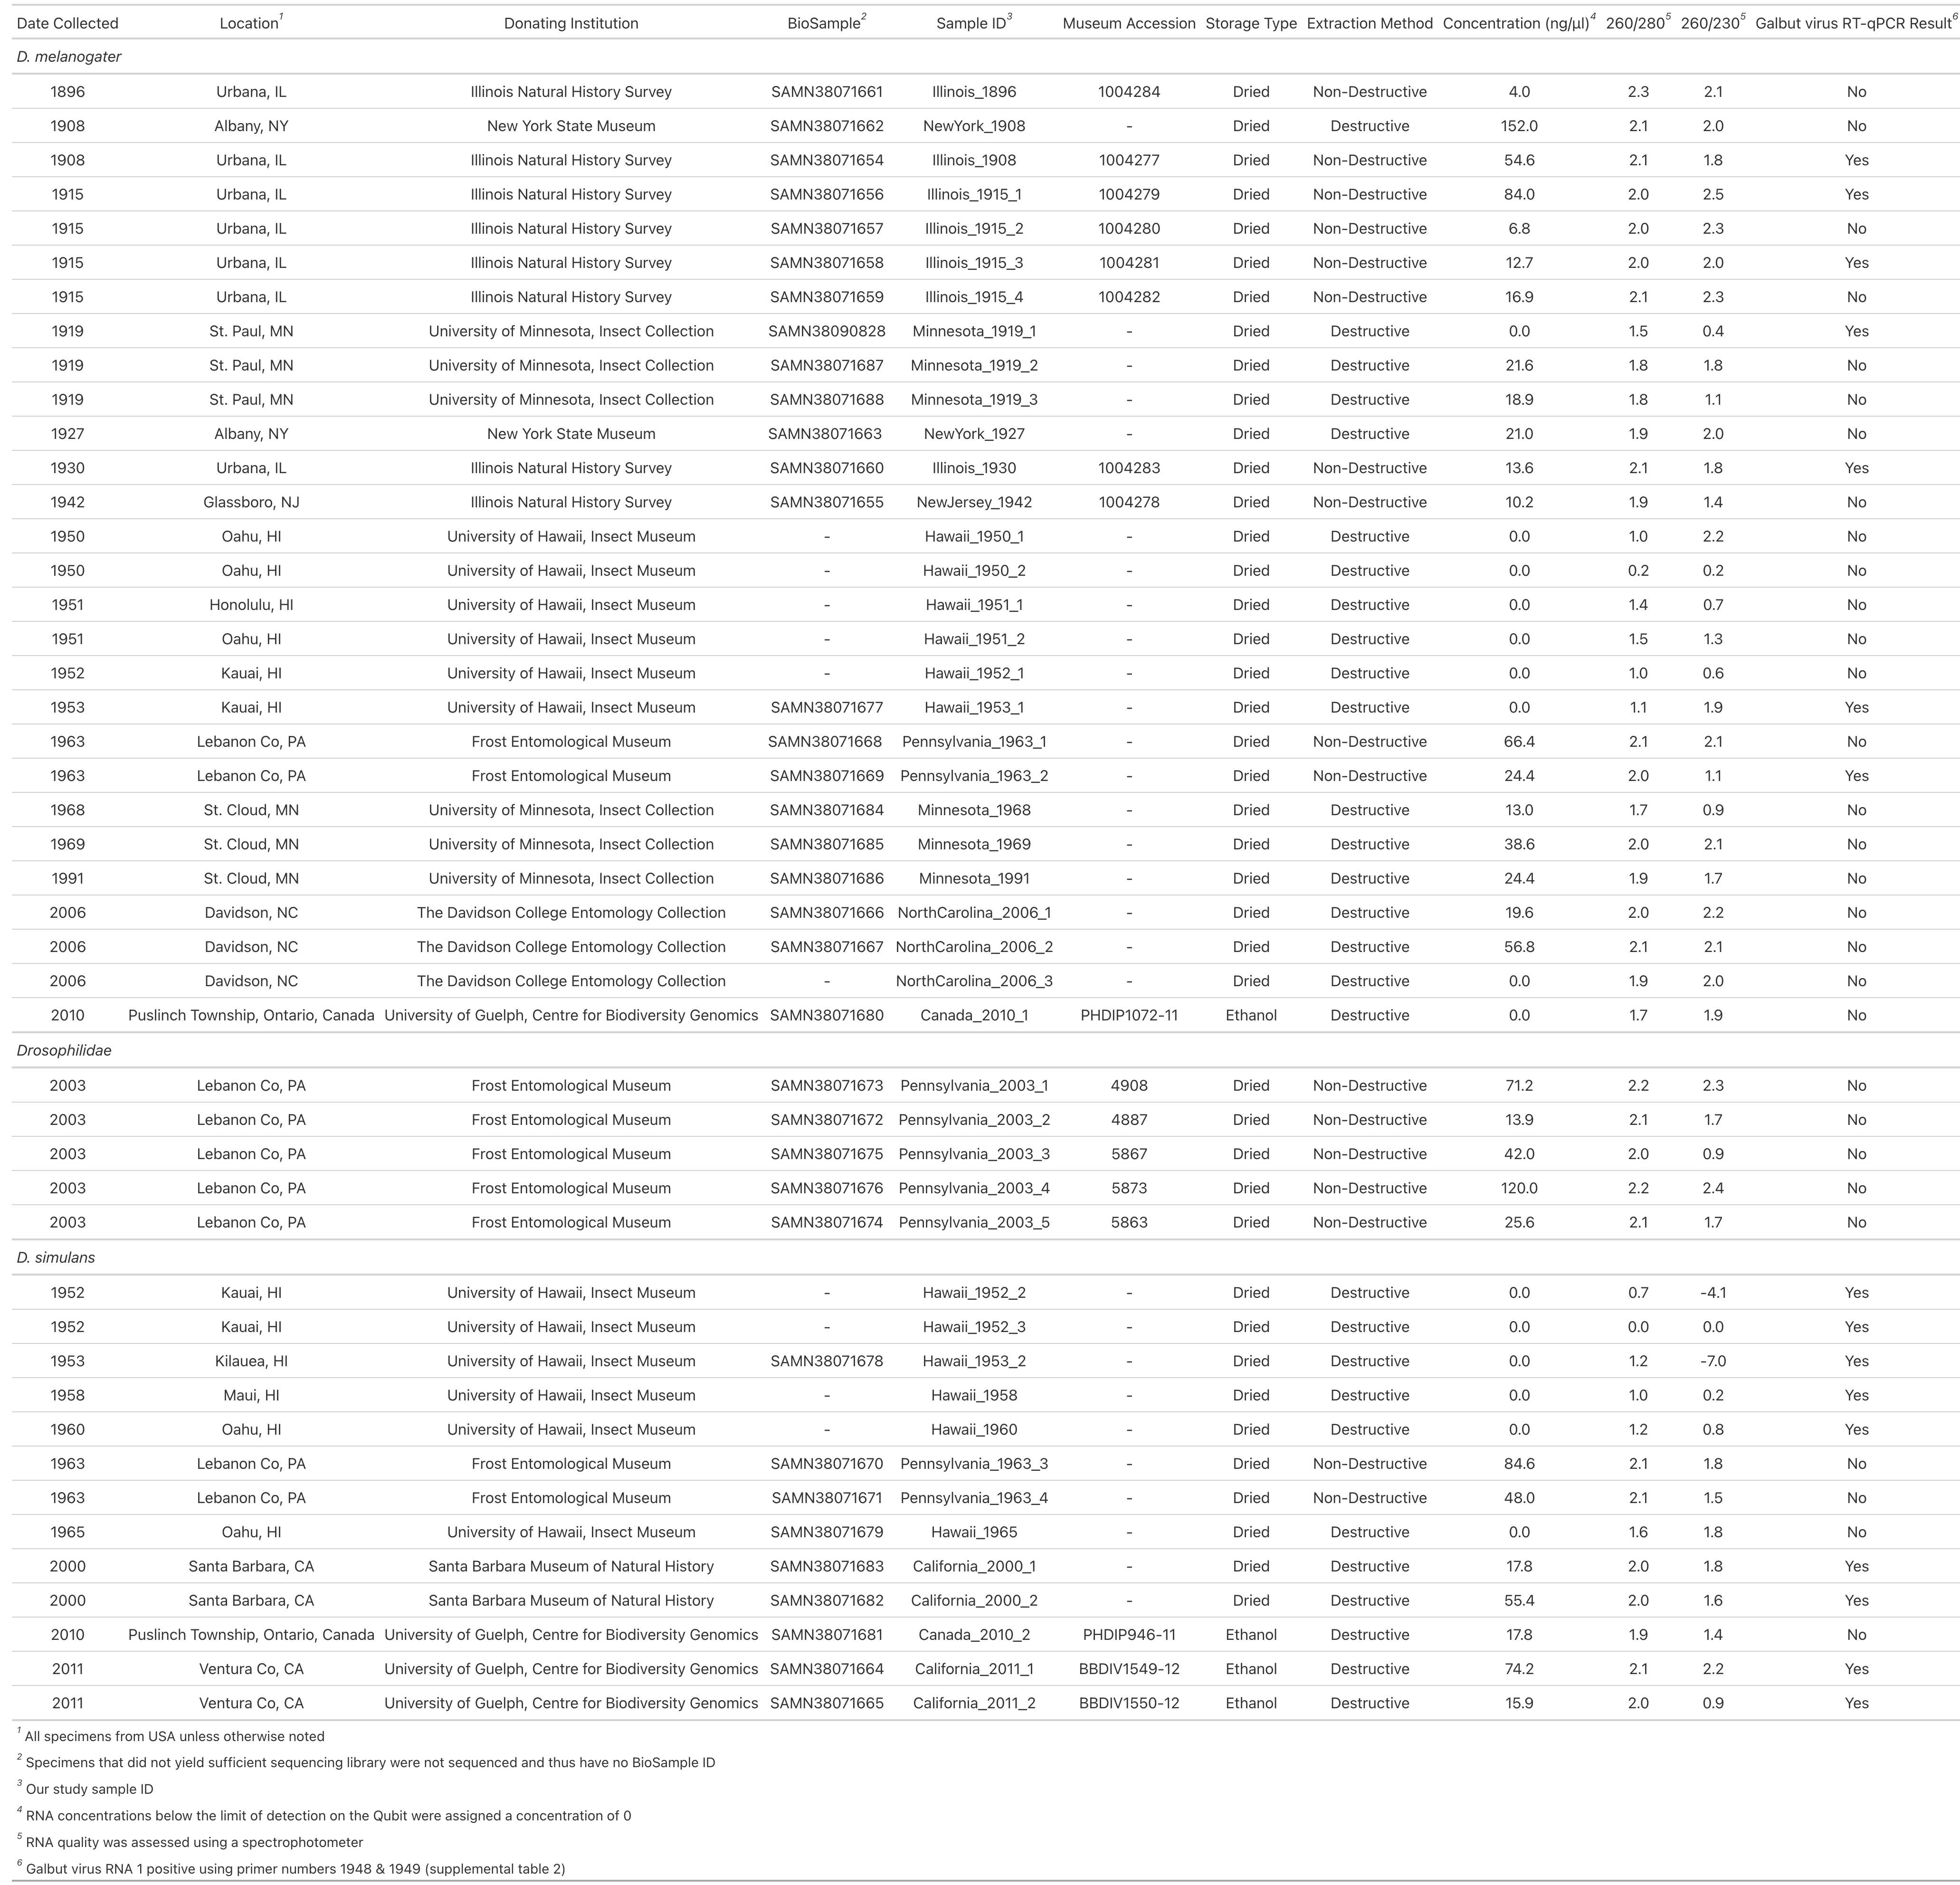 Date Collected Location1 Donating Institution BioSample2 Sample ID3 Museum Accession Storage Type Extraction Method Concentration (ng/µl)4 260/2805 260/2305 Galbut virus RT-qPCR Result6
D. melanogater
1896 Urbana, IL Illinois Natural History Survey SAMN38071661 Illinois_1896 1004284 Dried Non-Destructive 4.0 2.3 2.1 No
1908 Albany, NY New York State Museum SAMN38071662 NewYork_1908 - Dried Destructive 152.0 2.1 2.0 No
1908 Urbana, IL Illinois Natural History Survey SAMN38071654 Illinois_1908 1004277 Dried Non-Destructive 54.6 2.1 1.8 Yes
1915 Urbana, IL Illinois Natural History Survey SAMN38071656 Illinois_1915_1 1004279 Dried Non-Destructive 84.0 2.0 2.5 Yes
1915 Urbana, IL Illinois Natural History Survey SAMN38071657 Illinois_1915_2 1004280 Dried Non-Destructive 6.8 2.0 2.3 No
1915 Urbana, IL Illinois Natural History Survey SAMN38071658 Illinois_1915_3 1004281 Dried Non-Destructive 12.7 2.0 2.0 Yes
1915 Urbana, IL Illinois Natural History Survey SAMN38071659 Illinois_1915_4 1004282 Dried Non-Destructive 16.9 2.1 2.3 No
1919 St. Paul, MN University of Minnesota, Insect Collection SAMN38090828 Minnesota_1919_1 - Dried Destructive 0.0 1.5 0.4 Yes
1919 St. Paul, MN University of Minnesota, Insect Collection SAMN38071687 Minnesota_1919_2 - Dried Destructive 21.6 1.8 1.8 No
1919 St. Paul, MN University of Minnesota, Insect Collection SAMN38071688 Minnesota_1919_3 - Dried Destructive 18.9 1.8 1.1 No
1927 Albany, NY New York State Museum SAMN38071663 NewYork_1927 - Dried Destructive 21.0 1.9 2.0 No
1930 Urbana, IL Illinois Natural History Survey SAMN38071660 Illinois_1930 1004283 Dried Non-Destructive 13.6 2.1 1.8 Yes
1942 Glassboro, NJ Illinois Natural History Survey SAMN38071655 NewJersey_1942 1004278 Dried Non-Destructive 10.2 1.9 1.4 No
1950 Oahu, HI University of Hawaii, Insect Museum - Hawaii_1950_1 - Dried Destructive 0.0 1.0 2.2 No
1950 Oahu, HI University of Hawaii, Insect Museum - Hawaii_1950_2 - Dried Destructive 0.0 0.2 0.2 No
1951 Honolulu, HI University of Hawaii, Insect Museum - Hawaii_1951_1 - Dried Destructive 0.0 1.4 0.7 No
1951 Oahu, HI University of Hawaii, Insect Museum - Hawaii_1951_2 - Dried Destructive 0.0 1.5 1.3 No
1952 Kauai, HI University of Hawaii, Insect Museum - Hawaii_1952_1 - Dried Destructive 0.0 1.0 0.6 No
1953 Kauai, HI University of Hawaii, Insect Museum SAMN38071677 Hawaii_1953_1 - Dried Destructive 0.0 1.1 1.9 Yes
1963 Lebanon Co, PA Frost Entomological Museum SAMN38071668 Pennsylvania_1963_1 - Dried Non-Destructive 66.4 2.1 2.1 No
1963 Lebanon Co, PA Frost Entomological Museum SAMN38071669 Pennsylvania_1963_2 - Dried Non-Destructive 24.4 2.0 1.1 Yes
1968 St. Cloud, MN University of Minnesota, Insect Collection SAMN38071684 Minnesota_1968 - Dried Destructive 13.0 1.7 0.9 No
1969 St. Cloud, MN University of Minnesota, Insect Collection SAMN38071685 Minnesota_1969 - Dried Destructive 38.6 2.0 2.1 No
1991 St. Cloud, MN University of Minnesota, Insect Collection SAMN38071686 Minnesota_1991 - Dried Destructive 24.4 1.9 1.7 No
2006 Davidson, NC The Davidson College Entomology Collection SAMN38071666 NorthCarolina_2006_1 - Dried Destructive 19.6 2.0 2.2 No
2006 Davidson, NC The Davidson College Entomology Collection SAMN38071667 NorthCarolina_2006_2 - Dried Destructive 56.8 2.1 2.1 No
2006 Davidson, NC The Davidson College Entomology Collection - NorthCarolina_2006_3 - Dried Destructive 0.0 1.9 2.0 No
2010 Puslinch Township, Ontario, Canada University of Guelph, Centre for Biodiversity Genomics SAMN38071680 Canada_2010_1 PHDIP1072-11 Ethanol Destructive 0.0 1.7 1.9 No
Drosophilidae
2003 Lebanon Co, PA Frost Entomological Museum SAMN38071673 Pennsylvania_2003_1 4908 Dried Non-Destructive 71.2 2.2 2.3 No
2003 Lebanon Co, PA Frost Entomological Museum SAMN38071672 Pennsylvania_2003_2 4887 Dried Non-Destructive 13.9 2.1 1.7 No
2003 Lebanon Co, PA Frost Entomological Museum SAMN38071675 Pennsylvania_2003_3 5867 Dried Non-Destructive 42.0 2.0 0.9 No
2003 Lebanon Co, PA Frost Entomological Museum SAMN38071676 Pennsylvania_2003_4 5873 Dried Non-Destructive 120.0 2.2 2.4 No
2003 Lebanon Co, PA Frost Entomological Museum SAMN38071674 Pennsylvania_2003_5 5863 Dried Non-Destructive 25.6 2.1 1.7 No
D. simulans
1952 Kauai, HI University of Hawaii, Insect Museum - Hawaii_1952_2 - Dried Destructive 0.0 0.7 -4.1 Yes
1952 Kauai, HI University of Hawaii, Insect Museum - Hawaii_1952_3 - Dried Destructive 0.0 0.0 0.0 Yes
1953 Kilauea, HI University of Hawaii, Insect Museum SAMN38071678 Hawaii_1953_2 - Dried Destructive 0.0 1.2 -7.0 Yes
1958 Maui, HI University of Hawaii, Insect Museum - Hawaii_1958 - Dried Destructive 0.0 1.0 0.2 Yes
1960 Oahu, HI University of Hawaii, Insect Museum - Hawaii_1960 - Dried Destructive 0.0 1.2 0.8 Yes
1963 Lebanon Co, PA Frost Entomological Museum SAMN38071670 Pennsylvania_1963_3 - Dried Non-Destructive 84.6 2.1 1.8 No
1963 Lebanon Co, PA Frost Entomological Museum SAMN38071671 Pennsylvania_1963_4 - Dried Non-Destructive 48.0 2.1 1.5 No
1965 Oahu, HI University of Hawaii, Insect Museum SAMN38071679 Hawaii_1965 - Dried Destructive 0.0 1.6 1.8 No
2000 Santa Barbara, CA Santa Barbara Museum of Natural History SAMN38071683 California_2000_1 - Dried Destructive 17.8 2.0 1.8 Yes
2000 Santa Barbara, CA Santa Barbara Museum of Natural History SAMN38071682 California_2000_2 - Dried Destructive 55.4 2.0 1.6 Yes
2010 Puslinch Township, Ontario, Canada University of Guelph, Centre for Biodiversity Genomics SAMN38071681 Canada_2010_2 PHDIP946-11 Ethanol Destructive 17.8 1.9 1.4 No
2011 Ventura Co, CA University of Guelph, Centre for Biodiversity Genomics SAMN38071664 California_2011_1 BBDIV1549-12 Ethanol Destructive 74.2 2.1 2.2 Yes
2011 Ventura Co, CA University of Guelph, Centre for Biodiversity Genomics SAMN38071665 California_2011_2 BBDIV1550-12 Ethanol Destructive 15.9 2.0 0.9 Yes
1 All specimens from USA unless otherwise noted
2 Specimens that did not yield sufficient sequencing library were not sequenced and thus have no BioSample ID
3 Our study sample ID
4 RNA concentrations below the limit of detection on the Qubit were assigned a concentration of 0
5 RNA quality was assessed using a spectrophotometer
6 Galbut virus RNA 1 positive using primer numbers 1948 & 1949 (supplemental table 2)